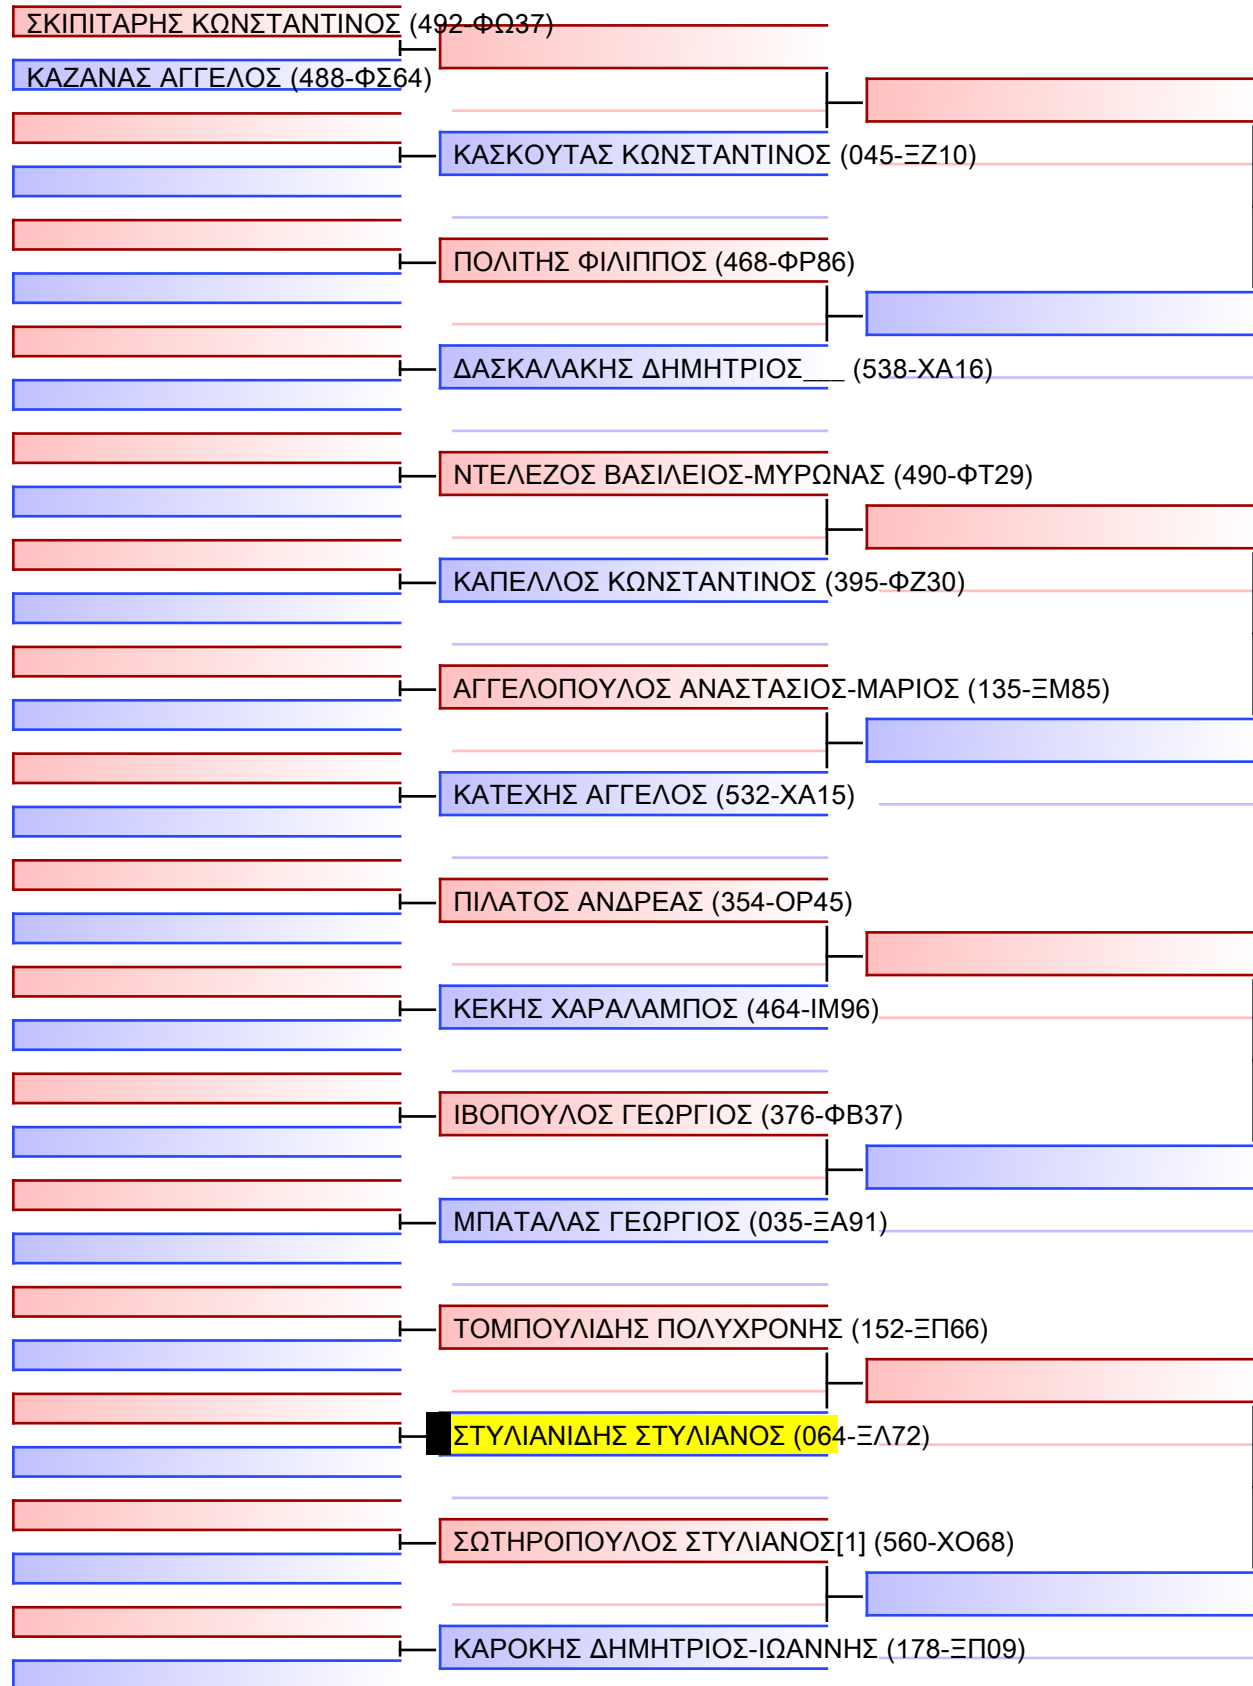 ΣΚΙΠΙΤΑΡΗΣ ΚΩΝΣΤΑΝΤΙΝΟΣ (492-ΦΩ37)
ΚΑΖΑΝΑΣ ΑΓΓΕΛΟΣ (488-ΦΣ64)
ΚΑΣΚΟΥΤΑΣ ΚΩΝΣΤΑΝΤΙΝΟΣ (045-ΞΖ10)
ΠΟΛΙΤΗΣ ΦΙΛΙΠΠΟΣ (468-ΦΡ86)
ΔΑΣΚΑΛΑΚΗΣ ΔΗΜΗΤΡΙΟΣ___ (538-ΧΑ16)
ΝΤΕΛΕΖΟΣ ΒΑΣΙΛΕΙΟΣ-ΜΥΡΩΝΑΣ (490-ΦΤ29)
ΚΑΠΕΛΛΟΣ ΚΩΝΣΤΑΝΤΙΝΟΣ (395-ΦΖ30)
ΑΓΓΕΛΟΠΟΥΛΟΣ ΑΝΑΣΤΑΣΙΟΣ-ΜΑΡΙΟΣ (135-ΞΜ85)
ΚΑΤΕΧΗΣ ΑΓΓΕΛΟΣ (532-ΧΑ15)
ΠΙΛΑΤΟΣ ΑΝΔΡΕΑΣ (354-ΟΡ45)
ΚΕΚΗΣ ΧΑΡΑΛΑΜΠΟΣ (464-ΙΜ96)
ΙΒΟΠΟΥΛΟΣ ΓΕΩΡΓΙΟΣ (376-ΦΒ37)
ΜΠΑΤΑΛΑΣ ΓΕΩΡΓΙΟΣ (035-ΞΑ91)
ΤΟΜΠΟΥΛΙΔΗΣ ΠΟΛΥΧΡΟΝΗΣ (152-ΞΠ66)
ΣΤΥΛΙΑΝΙΔΗΣ ΣΤΥΛΙΑΝΟΣ (064-ΞΛ72)
ΣΩΤΗΡΟΠΟΥΛΟΣ ΣΤΥΛΙΑΝΟΣ[1] (560-ΧΟ68)
ΚΑΡΟΚΗΣ ΔΗΜΗΤΡΙΟΣ-ΙΩΑΝΝΗΣ (178-ΞΠ09)